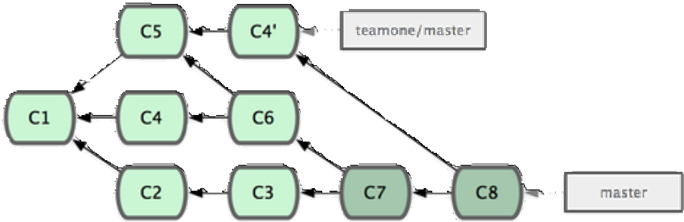 C5 C4' teamone/master
C1 C4 C6
C2 C3 C7 C8 master